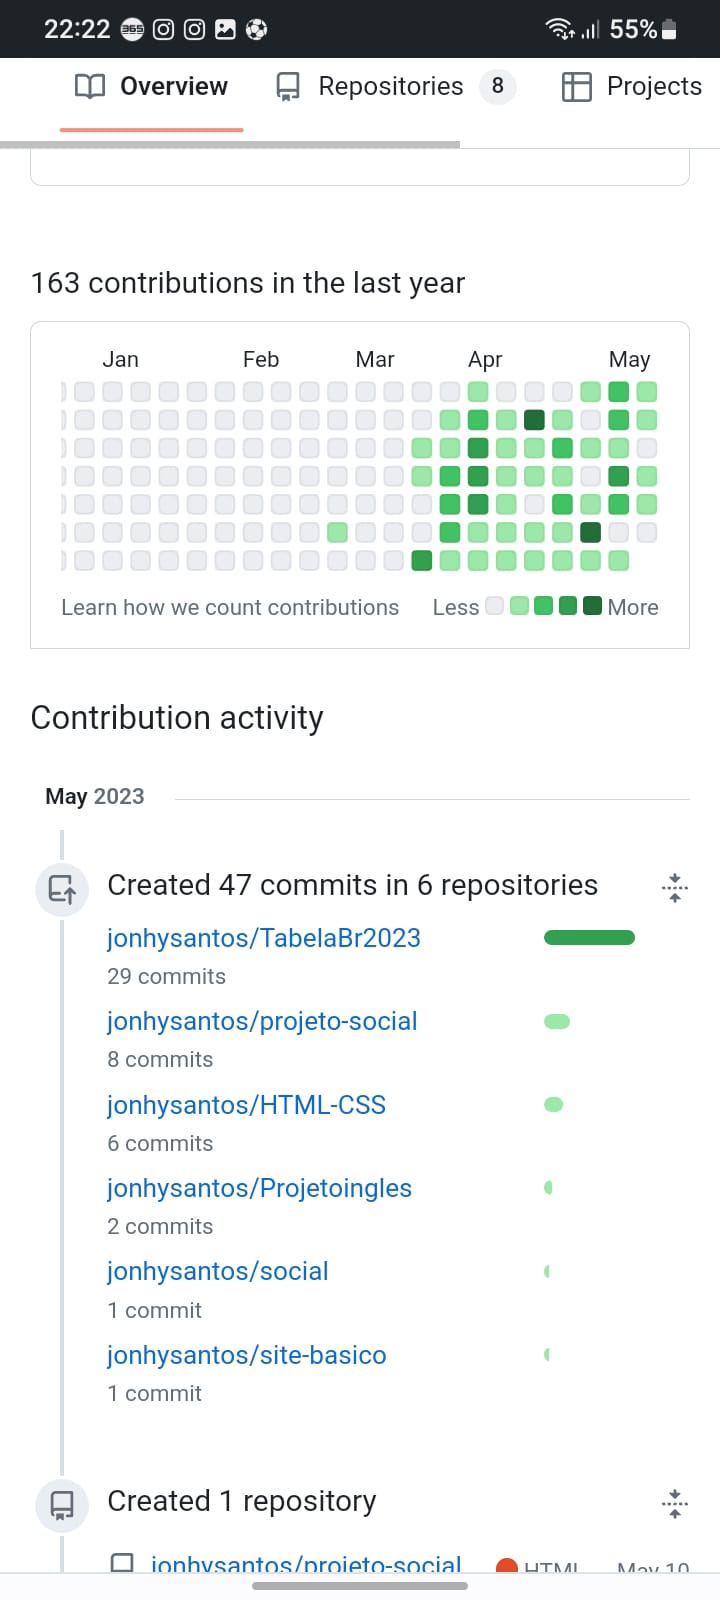 22:22 365 55%
Overview Repositories 8 Projects
163 contributions in the last year
Jan Feb Mar Apr May
Learn how we count contributions Less More
Contribution activity
May 2023
Created 47 commits in 6 repositories
jonhysantos/TabelaBr2023
29 commits
jonhysantos/projeto-social
8 commits
jonhysantos/HTML-CSS
6 commits
jonhysantos/Projetoingles
2 commits
jonhysantos/social
1 commit
jonhysantos/site-basico
1 commit
Created 1 repository
jonhysantos/projeto-social HTML May 10